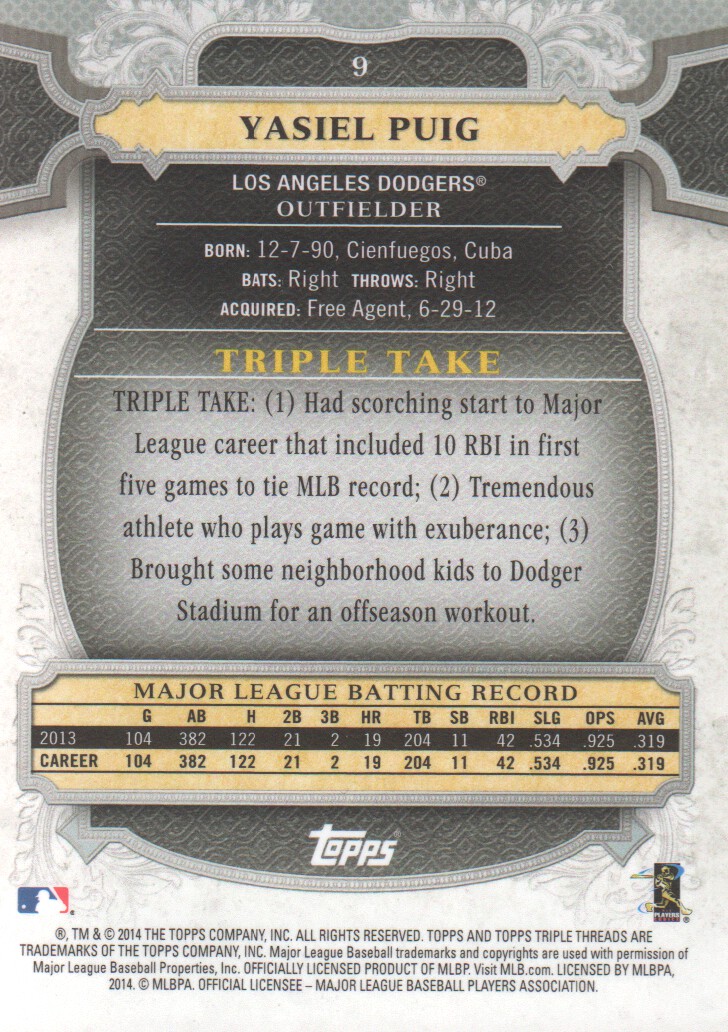 9
YASIEL PUIG
LOS ANGELES DODGERS®
OUTFIELDER
BORN: 12-7-90, Cienfuegos, Cuba
BATS: Right THROWS: Right
ACQUIRED: Free Agent, 6-29-12
TRIPLE TAKE
TRIPLE TAKE: (1) Had scorching start to Major
League career that included 10 RBI in first
five games to tie MLB record; (2) Tremendous
athlete who plays game with exuberance; (3)
Brought some neighborhood kids to Dodger
Stadium for an offseason workout.
MAJOR LEAGUE BATTING RECORD
G AB H 2B 3B HR TB SB RBI SLG OPS AVG
2013 104 382 122 21 2 19 204 11 42 .534 .925 .319
CAREER 104 382 122 21 2 19 204 11 42 .534 .925 .319
topps®
PLAYERS
®, TM & © 2014 THE TOPPS COMPANY, INC. ALL RIGHTS RESERVED. TOPPS AND TOPPS TRIPLE THREADS ARE
TRADEMARKS OF THE TOPPS COMPANY, INC. Major League Baseball trademarks and copyrights are used with permission of
Major League Baseball Properties, Inc. OFFICIALLY LICENSED PRODUCT OF MLBP. Visit MLB.com. LICENSED BY MLBPA,
2014. © MLBPA. OFFICIAL LICENSEE – MAJOR LEAGUE BASEBALL PLAYERS ASSOCIATION.